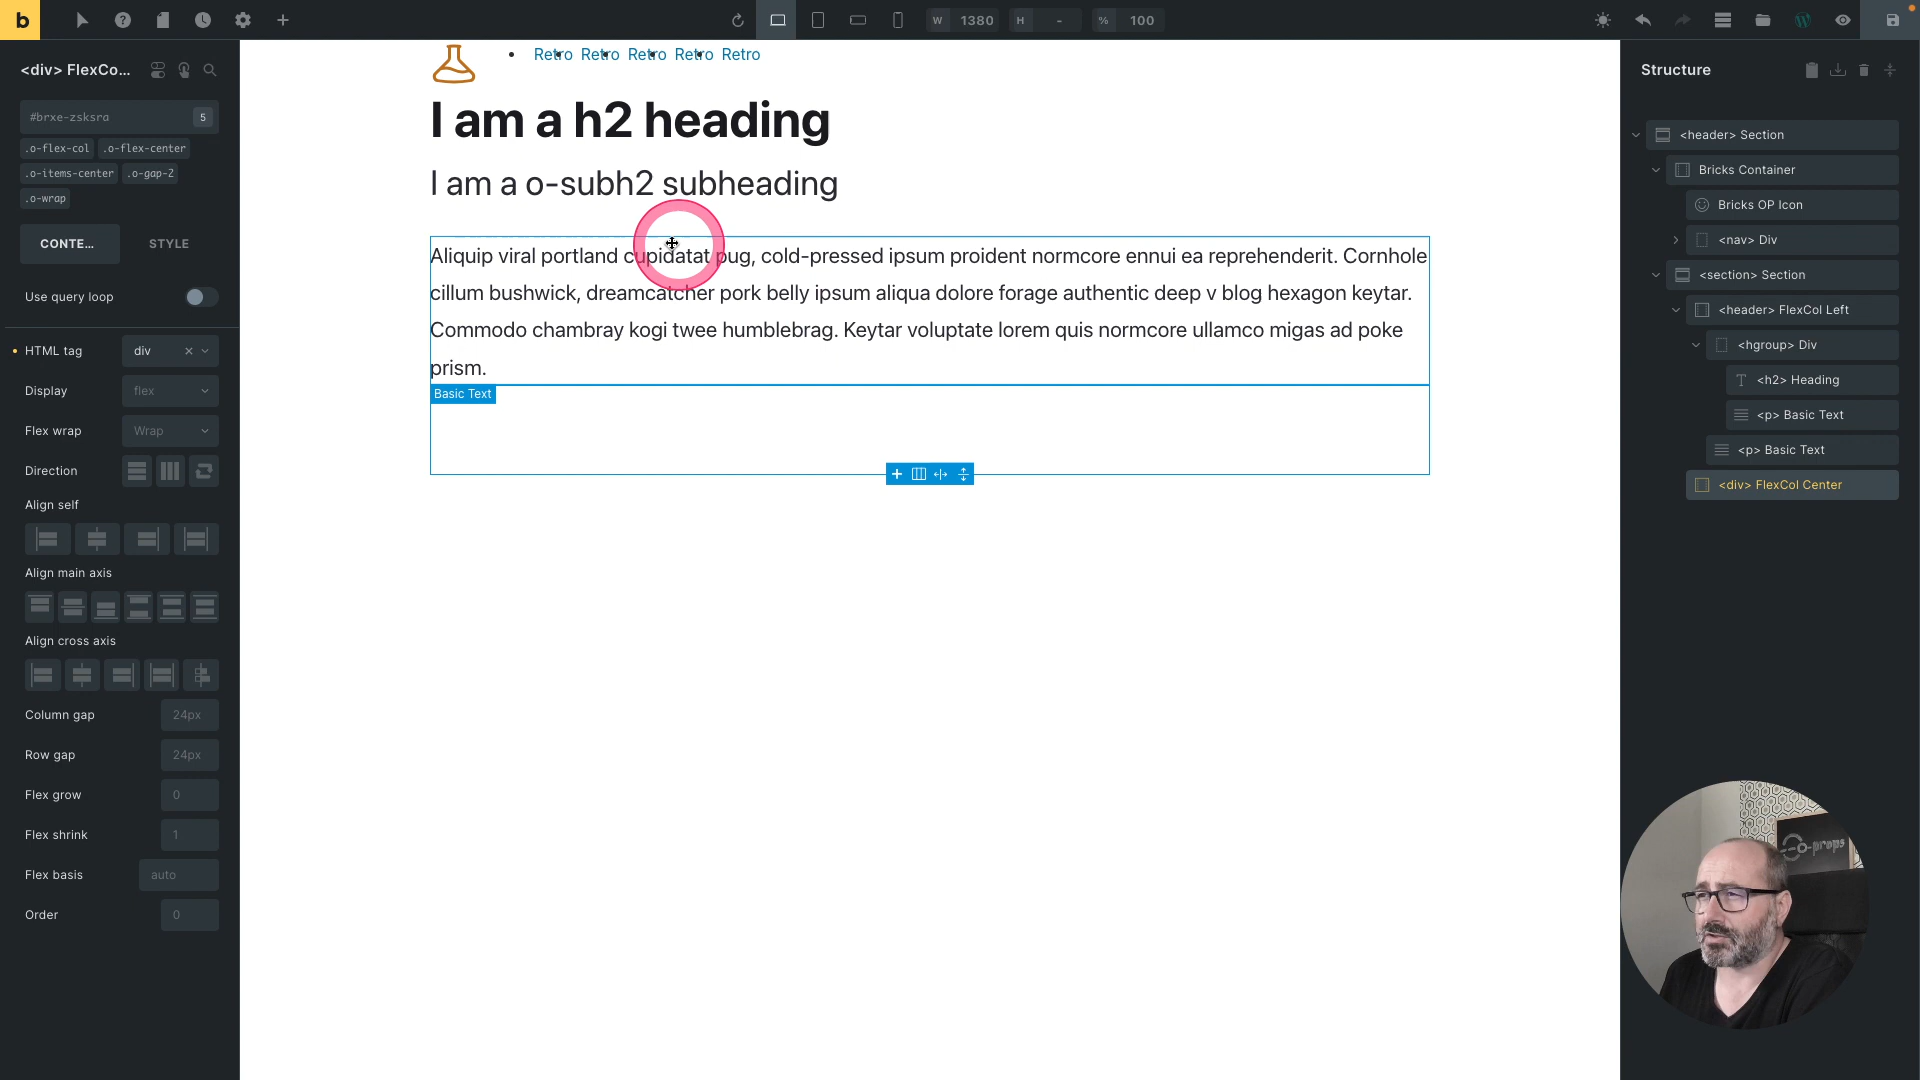 b
W 1380 H - % 100
<div> FlexCo...
#brxe-zsksra 5
.o-flex-col .o-flex-center
.o-items-center .o-gap-2
.o-wrap
CONTE... STYLE
Use query loop
HTML tag div
Display flex
Flex wrap Wrap
Direction
Align self
Align main axis
Align cross axis
Column gap 24px
Row gap 24px
Flex grow 0
Flex shrink 1
Flex basis auto
Order 0
Retro Retro Retro Retro Retro
I am a h2 heading
I am a o-subh2 subheading
Aliquip viral portland cupidatat pug, cold-pressed ipsum proident normcore ennui ea reprehenderit. Cornhole
cillum bushwick, dreamcatcher pork belly ipsum aliqua dolore forage authentic deep v blog hexagon keytar.
Commodo chambray kogi twee humblebrag. Keytar voluptate lorem quis normcore ullamco migas ad poke
prism.
Basic Text
Structure
<header> Section
Bricks Container
Bricks OP Icon
<nav> Div
<section> Section
<header> FlexCol Left
<hgroup> Div
<h2> Heading
<p> Basic Text
<p> Basic Text
<div> FlexCol Center
o-props